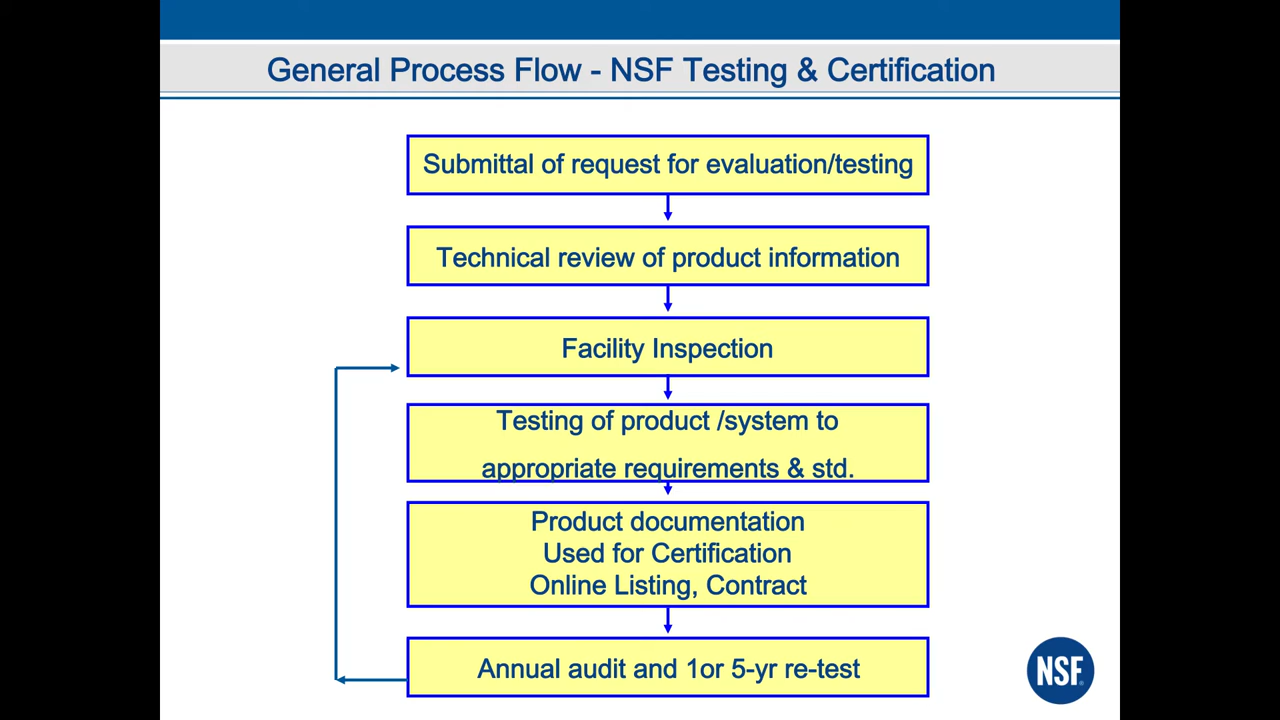 General Process Flow - NSF Testing & Certification
Submittal of request for evaluation/testing
Technical review of product information
Facility Inspection
Testing of product /system to
appropriate requirements & std.
Product documentation
Used for Certification
Online Listing, Contract
Annual audit and 1or 5-yr re-test
NSF.